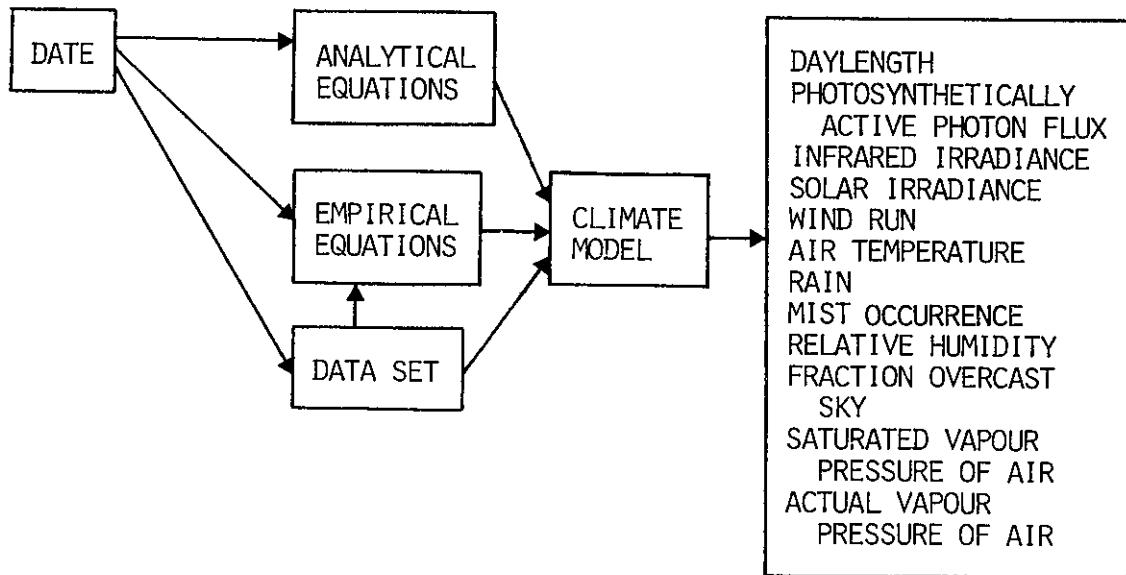 DATE
ANALYTICAL
EQUATIONS
EMPIRICAL
EQUATIONS
DATA SET
CLIMATE
MODEL
DAYLENGTH
PHOTOSYNTHETICALLY
ACTIVE PHOTON FLUX
INFRARED IRRADIANCE
SOLAR IRRADIANCE
WIND RUN
AIR TEMPERATURE
RAIN
MIST OCCURRENCE
RELATIVE HUMIDITY
FRACTION OVERCAST
SKY
SATURATED VAPOUR
PRESSURE OF AIR
ACTUAL VAPOUR
PRESSURE OF AIR